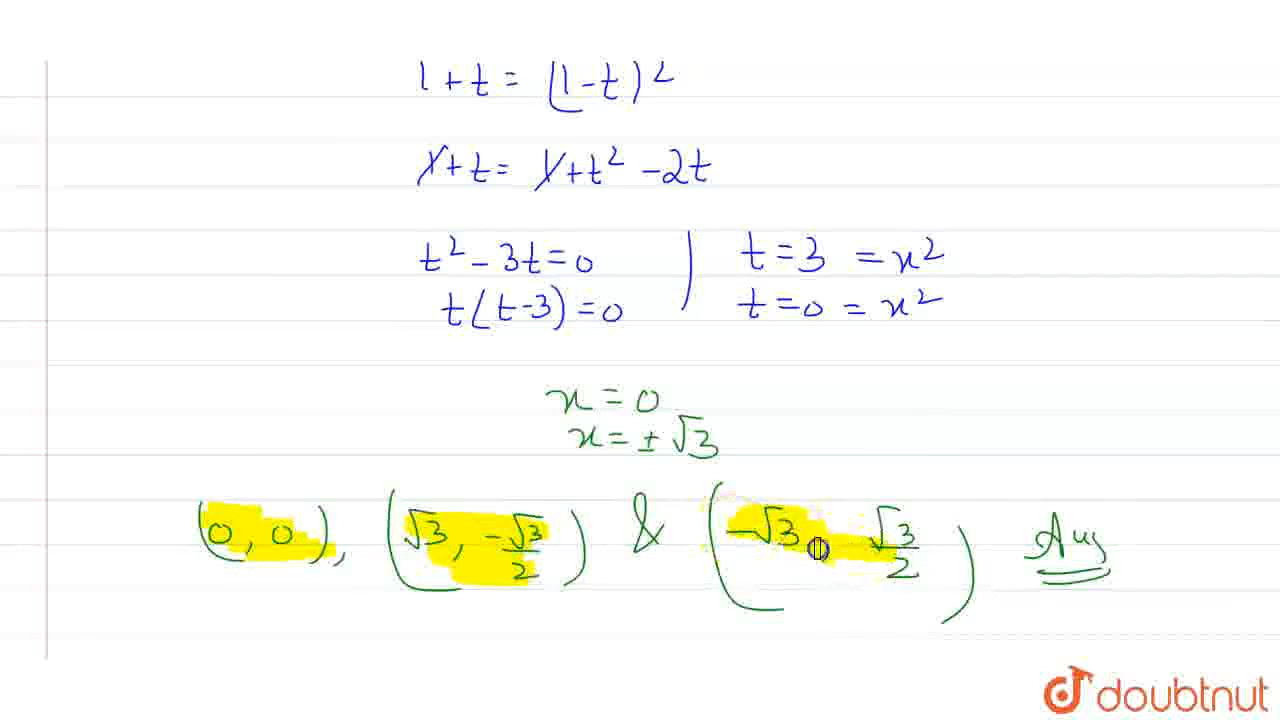 1 + t = (1 - t)²
1 + t = 1 + t² - 2t
t² - 3t = 0 | t = 3 = x²
t(t - 3) = 0 | t = 0 = x²
x = 0
x = ± √3
(0, 0), (√3, -√3/2) & (-√3, √3/2) Ans
doubtnut